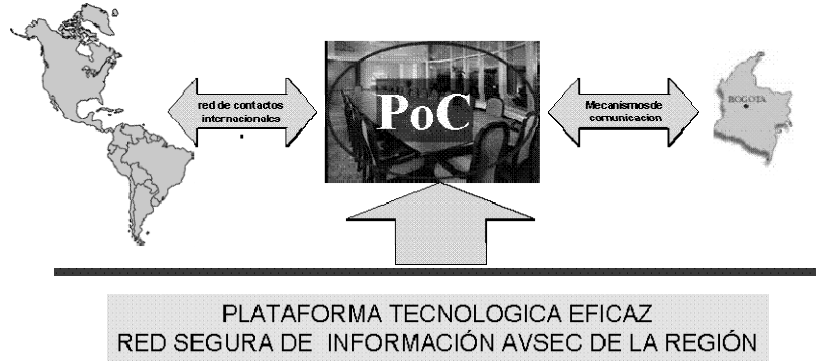 red de contactos
internacionales
PoC
Mecanismos de
comunicacion
BOGOTA
PLATAFORMA TECNOLOGICA EFICAZ
RED SEGURA DE INFORMACIÓN AVSEC DE LA REGIÓN